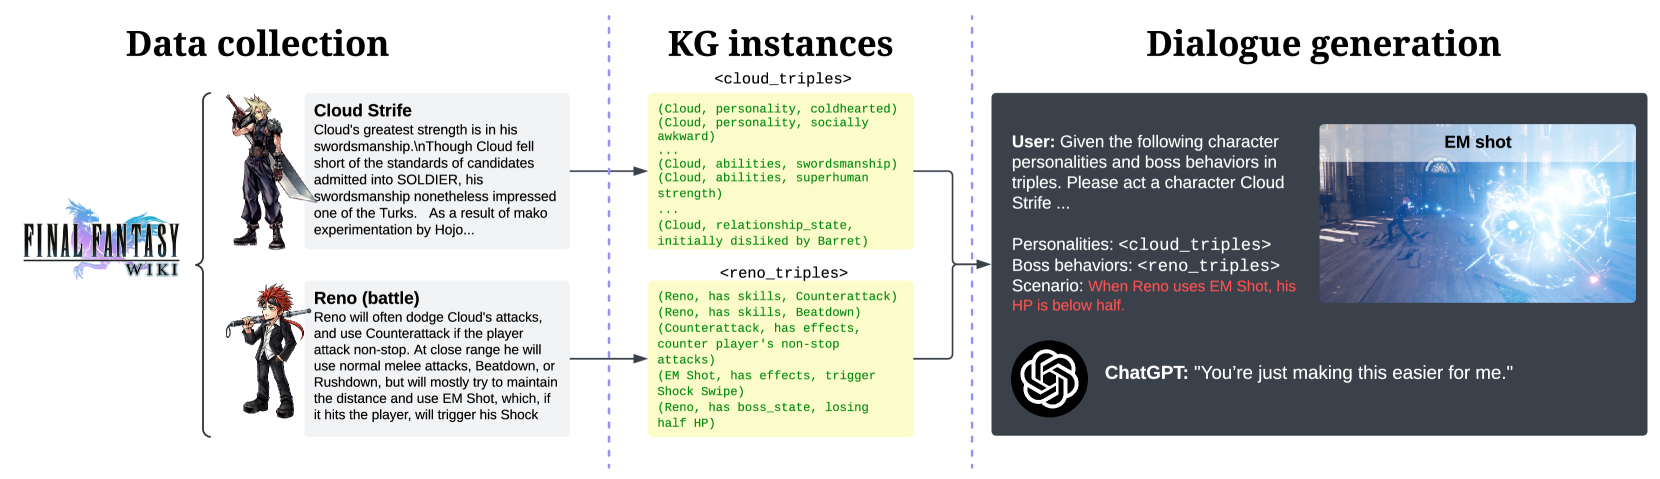 Data collection
KG instances
Dialogue generation
FINAL FANTASY
WIKI
Cloud Strife
Cloud's greatest strength is in his
swordsmanship.\nThough Cloud fell
short of the standards of candidates
admitted into SOLDIER, his
swordsmanship nonetheless impressed
one of the Turks.   As a result of mako
experimentation by Hojo...
Reno (battle)
Reno will often dodge Cloud's attacks,
and use Counterattack if the player
attack non-stop. At close range he will
use normal melee attacks, Beatdown, or
Rushdown, but will mostly try to maintain
the distance and use EM Shot, which, if
it hits the player, will trigger his Shock
<cloud_triples>
(Cloud, personality, coldhearted)
(Cloud, personality, socially
awkward)
...
(Cloud, abilities, swordsmanship)
(Cloud, abilities, superhuman
strength)
...
(Cloud, relationship_state,
initially disliked by Barret)
<reno_triples>
(Reno, has skills, Counterattack)
(Reno, has skills, Beatdown)
(Counterattack, has effects,
counter player's non-stop
attacks)
(EM Shot, has effects, trigger
Shock Swipe)
(Reno, has boss_state, losing
half HP)
User: Given the following character
personalities and boss behaviors in
triples. Please act a character Cloud
Strife ...
Personalities: <cloud_triples>
Boss behaviors: <reno_triples>
Scenario: When Reno uses EM Shot, his
HP is below half.
EM shot
ChatGPT: "You’re just making this easier for me."